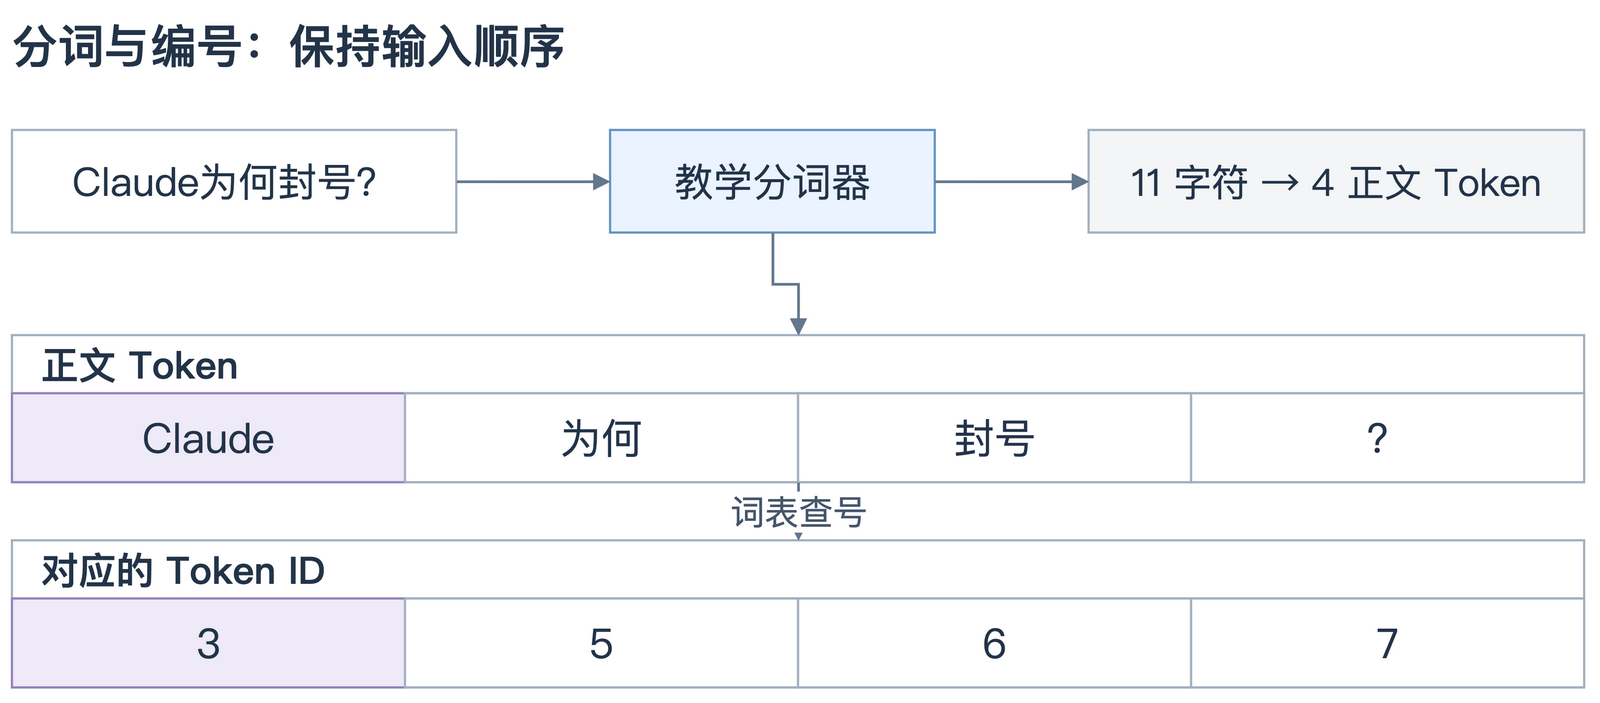 分词与编号：保持输入顺序
Claude为何封号?
教学分词器
11 字符 → 4 正文 Token
正文 Token
Claude
为何
封号
?
词表查号
对应的 Token ID
3
5
6
7